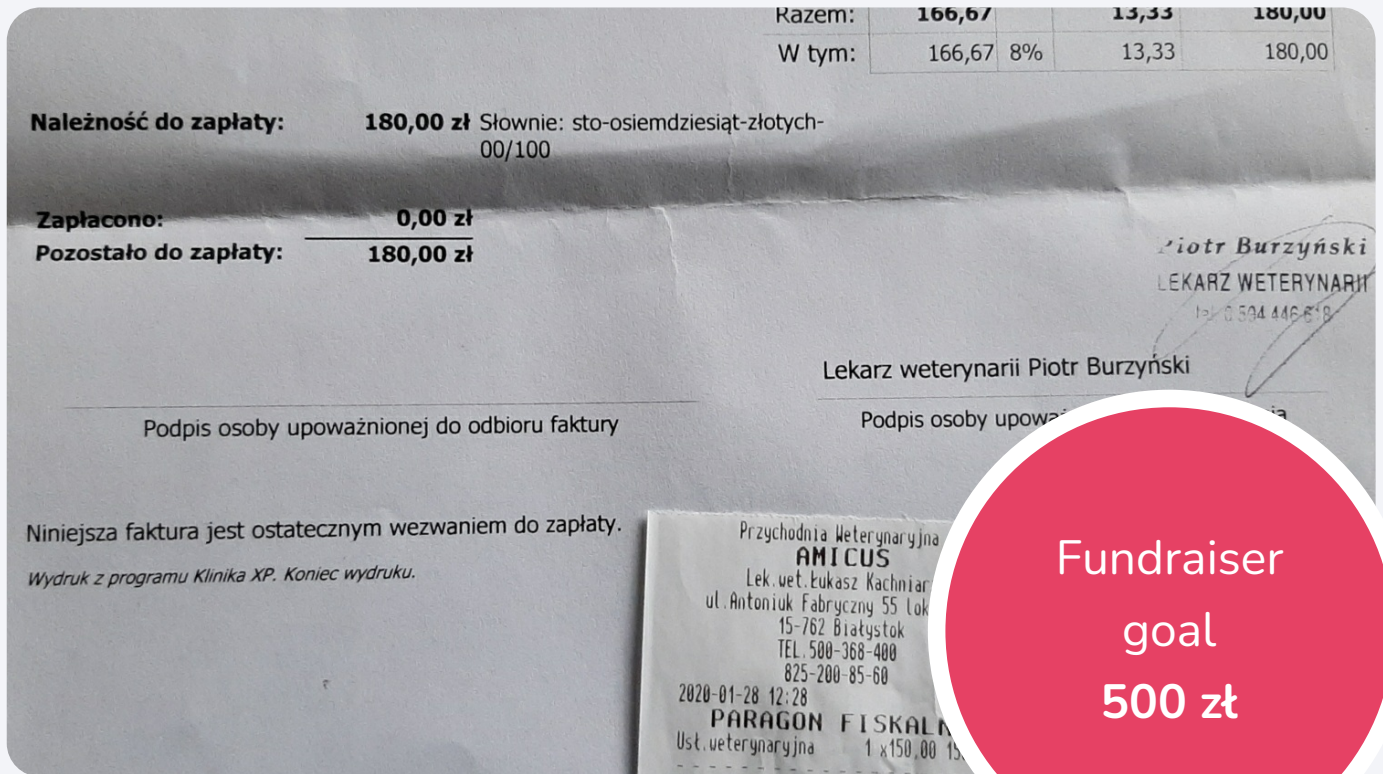 Razem: 166,67 13,33 180,00
W tym: 166,67 8% 13,33 180,00
Należność do zapłaty: 180,00 zł Słownie: sto-osiemdziesiąt-złotych-
00/100
Zapłacono: 0,00 zł
Pozostało do zapłaty: 180,00 zł
Piotr Burzyński
LEKARZ WETERYNARII
Lekarz weterynarii Piotr Burzyński
Podpis osoby upoważnionej do odbioru faktury
Podpis osoby
Niniejsza faktura jest ostatecznym wezwaniem do zapłaty.
Wydruk z programu Klinika XP. Koniec wydruku.
Przychodnia Weterynaryjna
AMICUS
Lek.wet.Łukasz Kachniar
ul.Antoniuk Fabryczny 55 lok
15-762 Białystok
TEL.500-368-400
825-200-85-60
2020-01-28 12:28
PARAGON
Usł.weterynaryjna 1 x150,00
Fundraiser
goal
500 zł